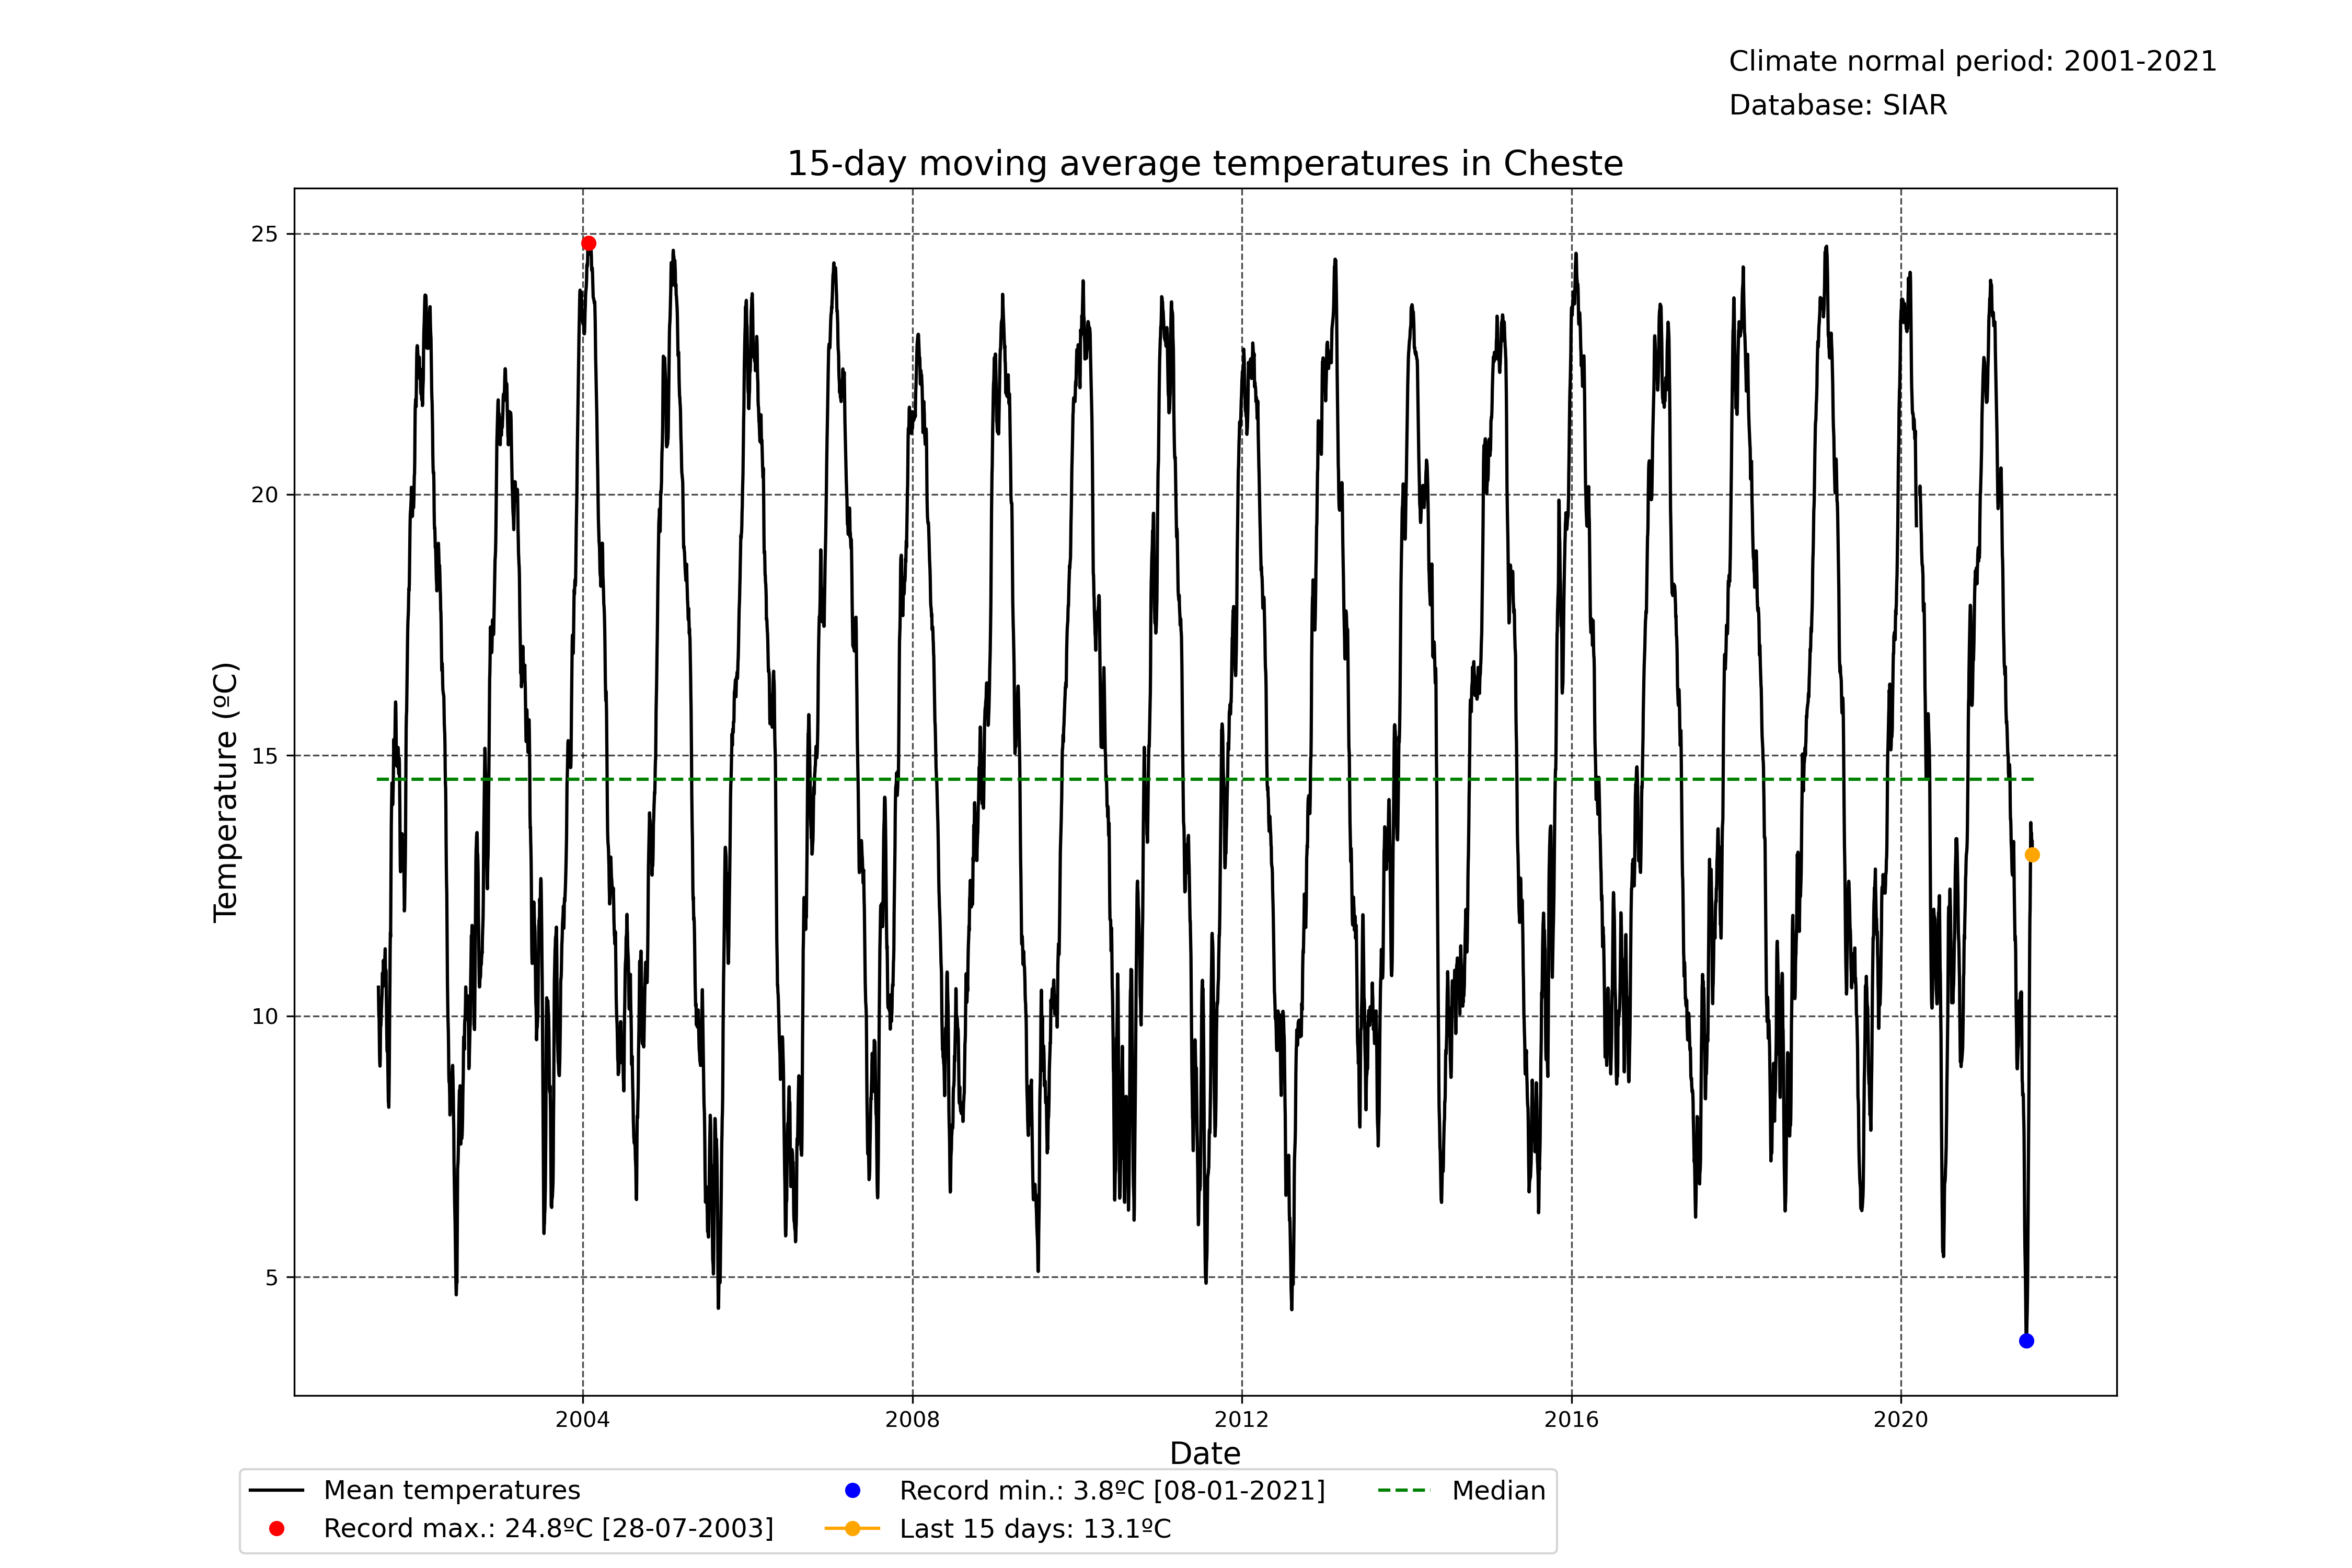 Climate normal period: 2001-2021
Database: SIAR
15-day moving average temperatures in Cheste
25
20
15
10
5
Temperature (ºC)
2004 2008 2012 2016 2020
Date
Mean temperatures
Record max.: 24.8ºC [28-07-2003]
Record min.: 3.8ºC [08-01-2021]
Last 15 days: 13.1ºC
Median